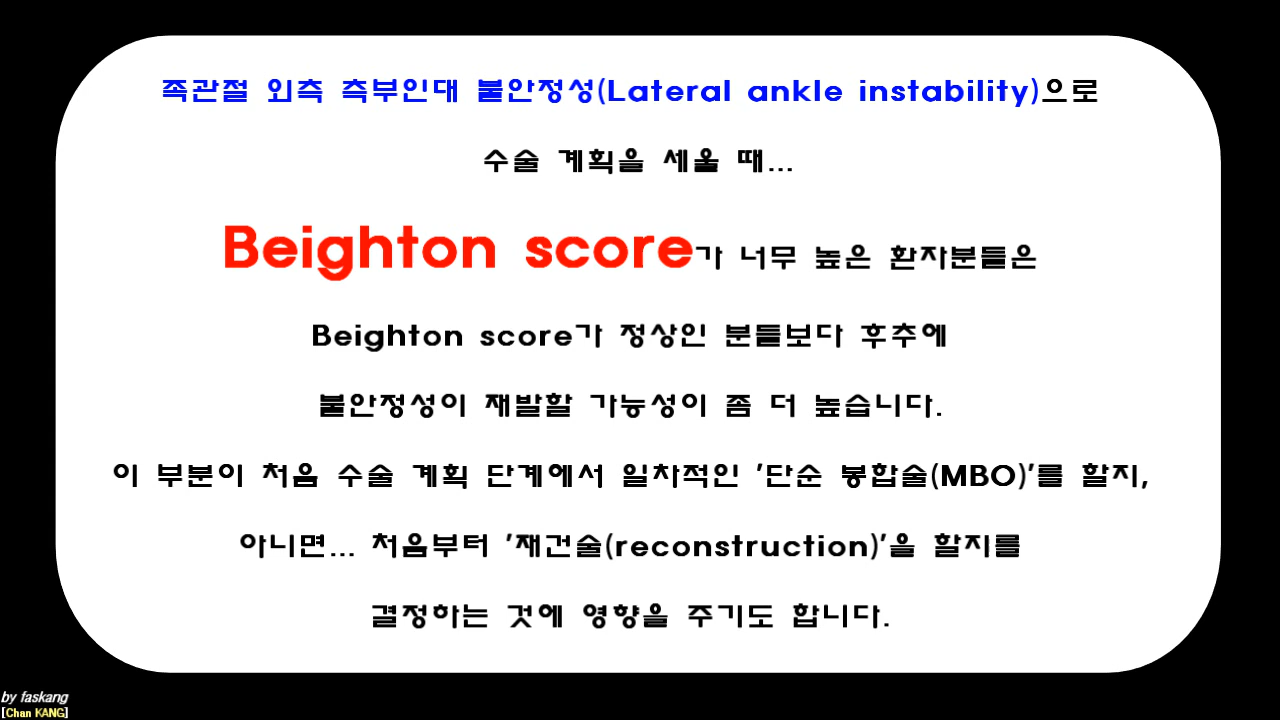 족관절 외측 측부인대 불안정성(Lateral ankle instability)으로
수술 계획을 세울 때...
Beighton score가 너무 높은 환자분들은
Beighton score가 정상인 분들보다 후추에
불안정성이 재발할 가능성이 좀 더 높습니다.
이 부분이 처음 수술 계획 단계에서 일차적인 '단순 봉합술(MBO)'를 할지,
아니면... 처음부터 '재건술(reconstruction)'을 할지를
결정하는 것에 영향을 주기도 합니다.
by faskang
[Chan KANG]